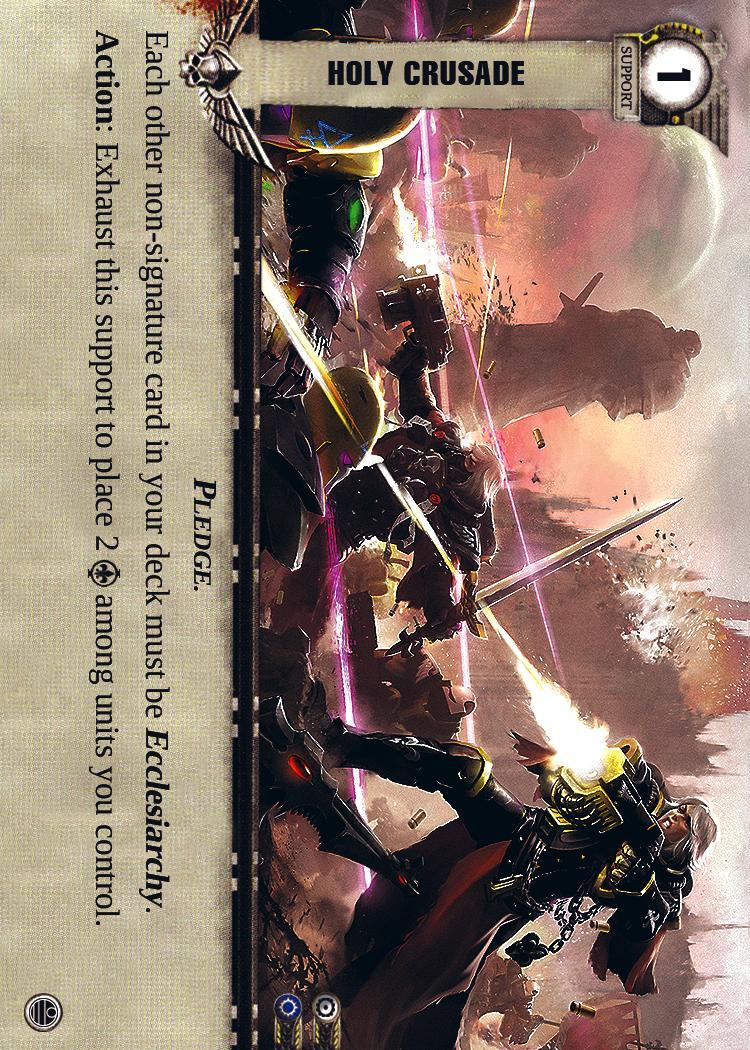 1
SUPPORT
HOLY CRUSADE
PLEDGE.
Each other non-signature card in your deck must be Ecclesiarchy.
Action: Exhaust this support to place 2 among units you control.